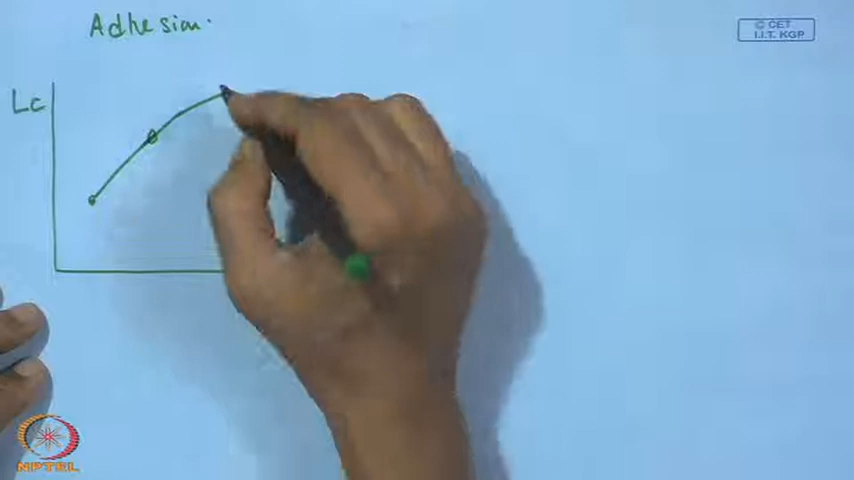 Adhesion.
© CET
I.I.T. KGP
Lc
NPTEL